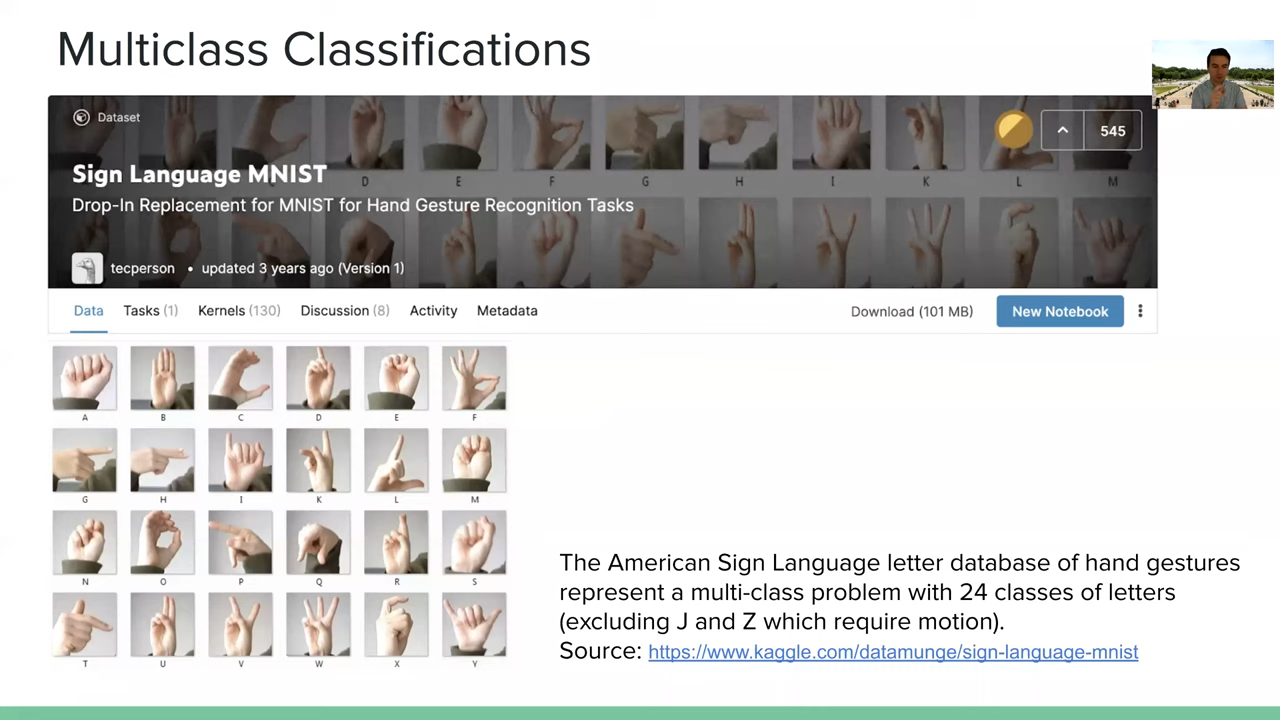 Multiclass Classifications
Dataset
545
Sign Language MNIST
D E F G H I K L M
Drop-In Replacement for MNIST for Hand Gesture Recognition Tasks
tecperson • updated 3 years ago (Version 1)
Data Tasks (1) Kernels (130) Discussion (8) Activity Metadata Download (101 MB) New Notebook
A B C D E F
G H I K L M
N O P Q R S
T U V W X Y
The American Sign Language letter database of hand gestures
represent a multi-class problem with 24 classes of letters
(excluding J and Z which require motion).
Source: https://www.kaggle.com/datamunge/sign-language-mnist